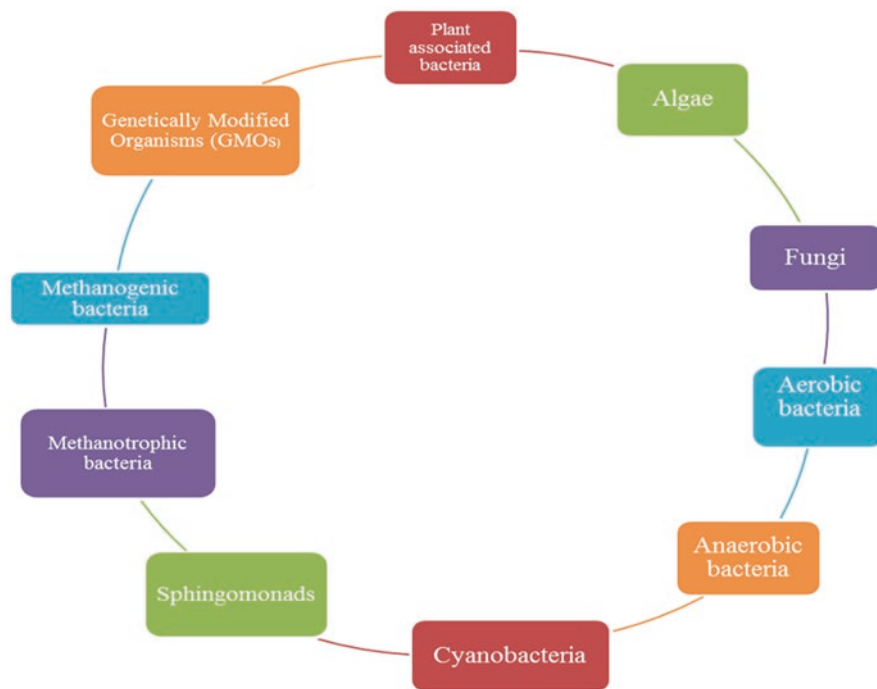 Plant
associated
bacteria
Algae
Fungi
Aerobic
bacteria
Anaerobic
bacteria
Cyanobacteria
Sphingomonads
Methanotrophic
bacteria
Methanogenic
bacteria
Genetically Modified
Organisms (GMOs)